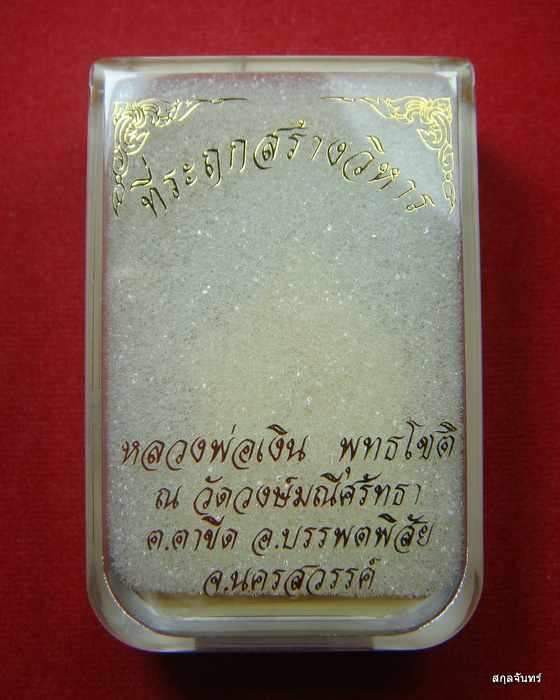 ที่ระฤกสร้างวิหาร
หลวงพ่อเงิน พุทธโชติ
ณ วัดวงษ์มณีศรัทธา
ต.ตาขีด อ.บรรพตพิสัย
จ.นครสวรรค์
สกุลจันทร์